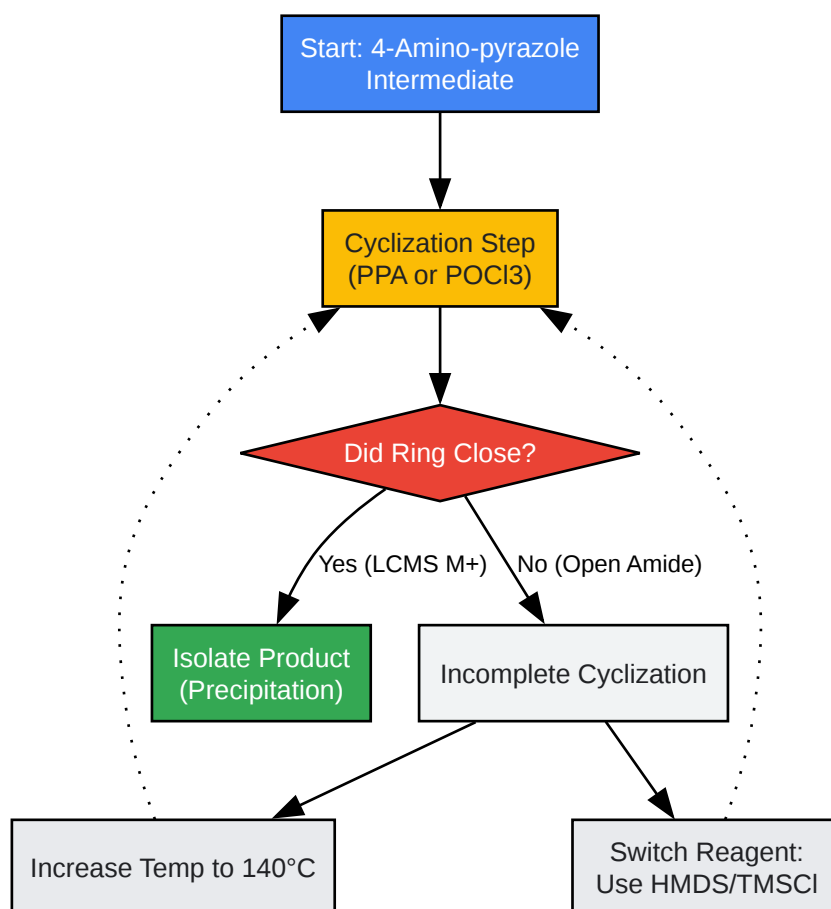 Start: 4-Amino-pyrazole
Intermediate
Cyclization Step
(PPA or POCl3)
Did Ring Close?
Yes (LCMS M+)
No (Open Amide)
Isolate Product
(Precipitation)
Incomplete Cyclization
Increase Temp to 140°C
Switch Reagent:
Use HMDS/TMSCl